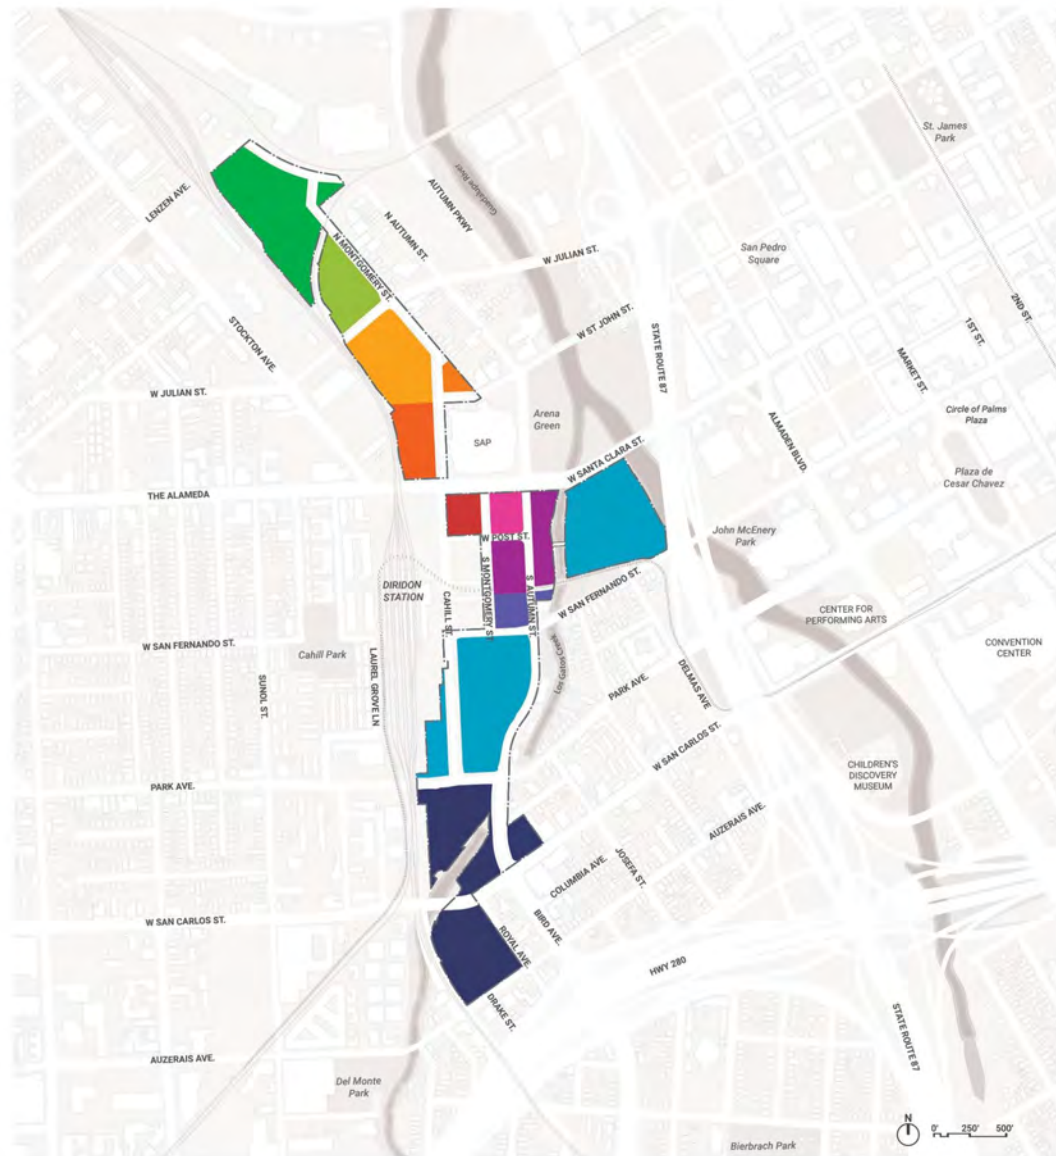 St. James
Park
LENZEN AVE.
Guadalupe River
AUTUMN PKWY
N AUTUMN ST.
N MONTGOMERY ST.
W JULIAN ST.
San Pedro
Square
2ND ST.
1ST ST.
W ST JOHN ST.
STATE ROUTE 87
MARKET ST.
STOCKTON AVE.
W JULIAN ST.
Arena
Green
Circle of Palms
Plaza
ALMADEN BLVD.
SAP
W SANTA CLARA ST.
Plaza de
Cesar Chavez
THE ALAMEDA
W POST ST.
John McEnery
Park
DIRIDON
STATION
CAHILL ST.
S MONTGOMERY ST.
S AUTUMN ST.
W SAN FERNANDO ST.
CENTER FOR
PERFORMING ARTS
CONVENTION
CENTER
W SAN FERNANDO ST.
Cahill Park
LAUREL GROVE LN
SUNOL ST.
Los Gatos Creek
PARK AVE.
DELMAS AVE
W SAN CARLOS ST.
CHILDREN'S
DISCOVERY
MUSEUM
PARK AVE.
AUZERAIS AVE.
JOSEFA ST.
COLUMBIA AVE.
W SAN CARLOS ST.
BIRD AVE.
ROYAL AVE.
HWY 280
DRAKE ST.
STATE ROUTE 87
AUZERAIS AVE.
Del Monte
Park
N
0' 250' 500'
Bierbrach Park